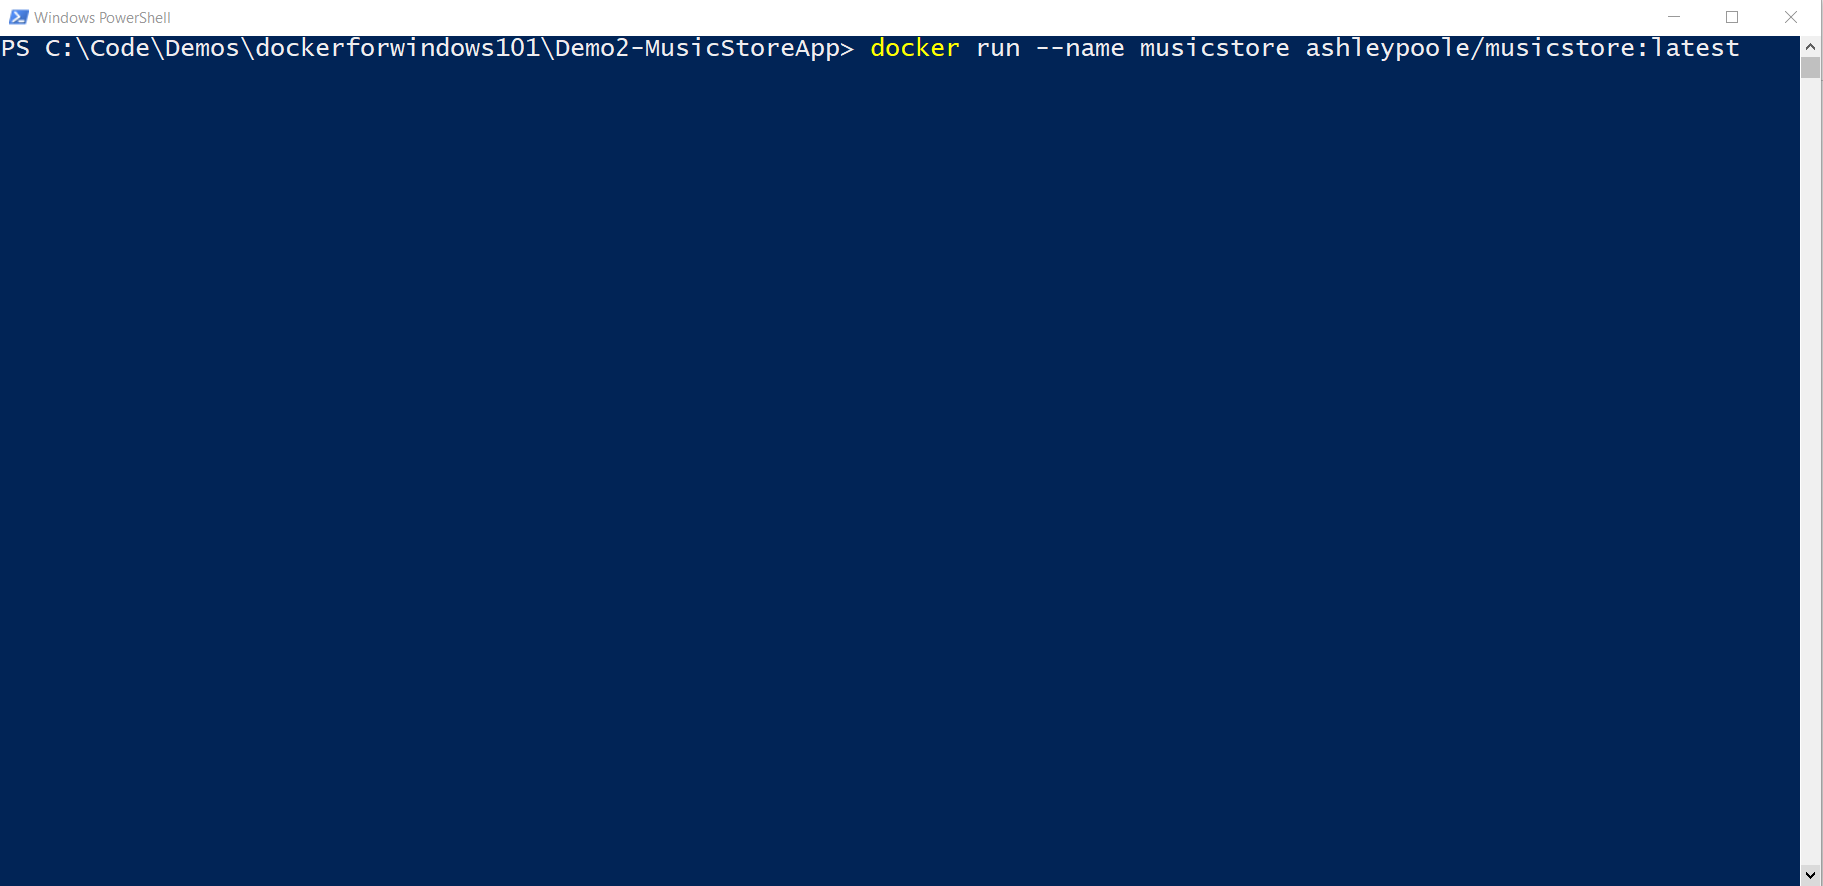 Windows PowerShell
PS C:\Code\Demos\dockerforwindows101\Demo2-MusicStoreApp> docker run --name musicstore ashleypoole/musicstore:latest